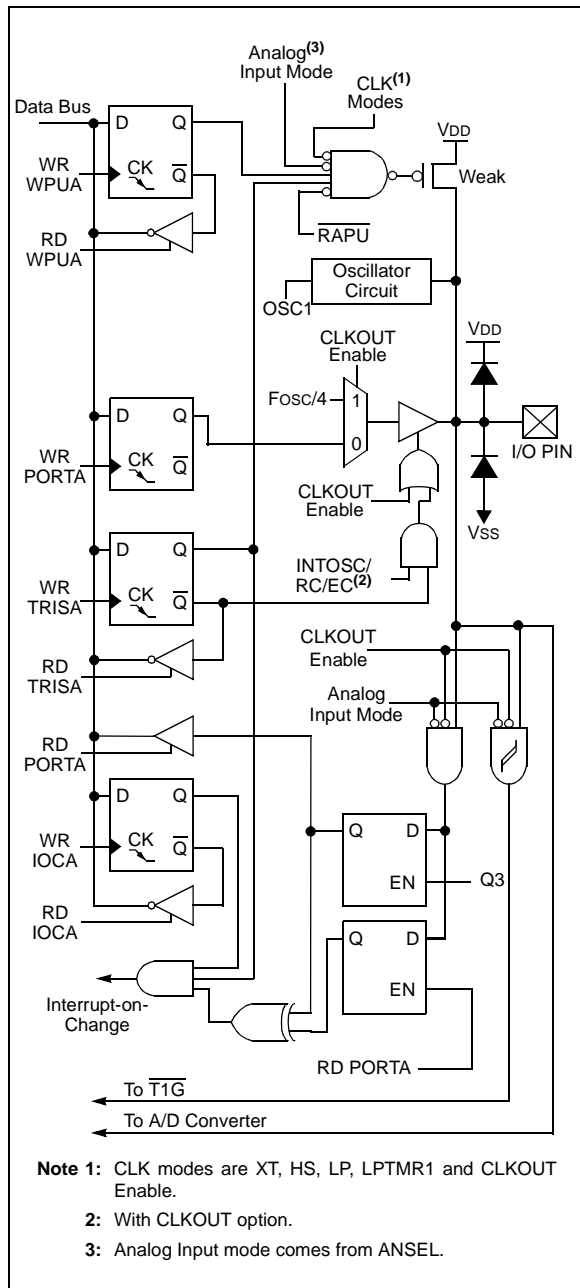 Analog(3)
Input Mode
CLK(1)
Modes
Data Bus
D Q
VDD
WR
WPUA
CK Q
Weak
RD
WPUA
RAPU
Oscillator
Circuit
OSC1
CLKOUT
Enable
VDD
FOSC/4
1
D Q
0
I/O PIN
WR
PORTA
CK Q
CLKOUT
Enable
VSS
D Q
INTOSC/
RC/EC(2)
WR
TRISA
CK Q
CLKOUT
Enable
RD
TRISA
Analog
Input Mode
RD
PORTA
D Q
Q D
WR
IOCA
CK Q
EN
Q3
RD
IOCA
Q D
Interrupt-on-
Change
EN
RD PORTA
To T1G
To A/D Converter
Note 1: CLK modes are XT, HS, LP, LPTMR1 and CLKOUT
Enable.
2: With CLKOUT option.
3: Analog Input mode comes from ANSEL.